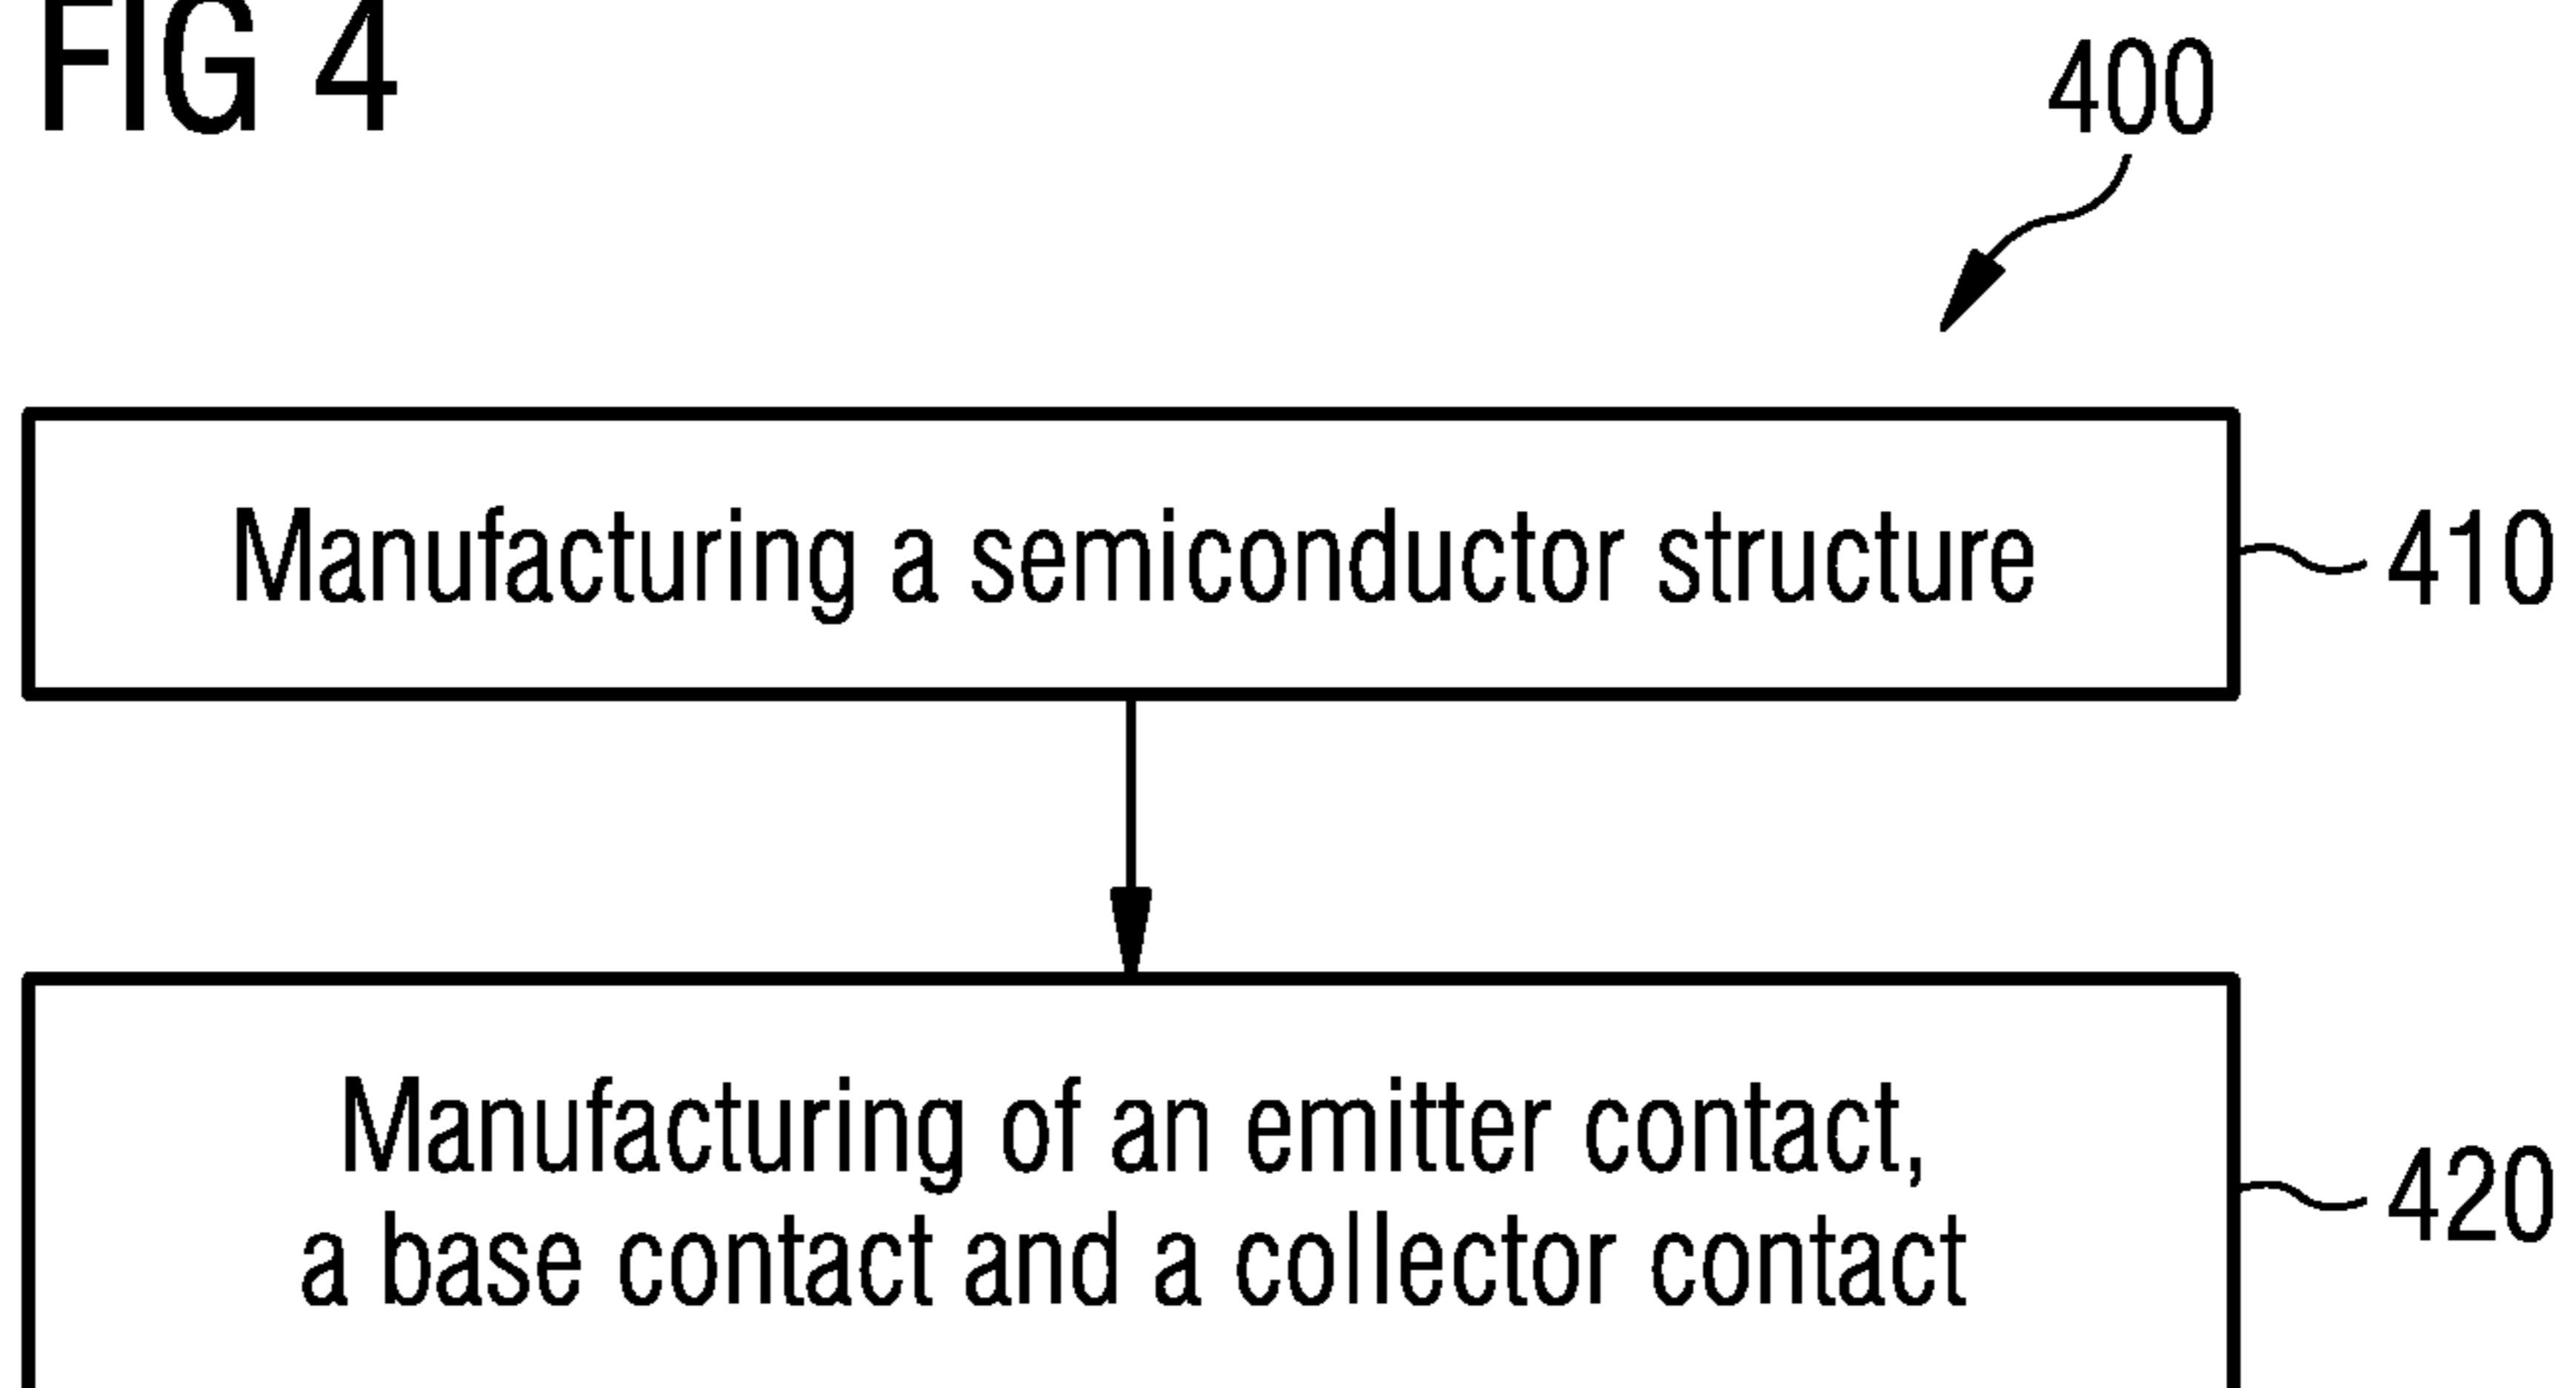 FIG 4
400
Manufacturing a semiconductor structure
410
Manufacturing of an emitter contact,
a base contact and a collector contact
420